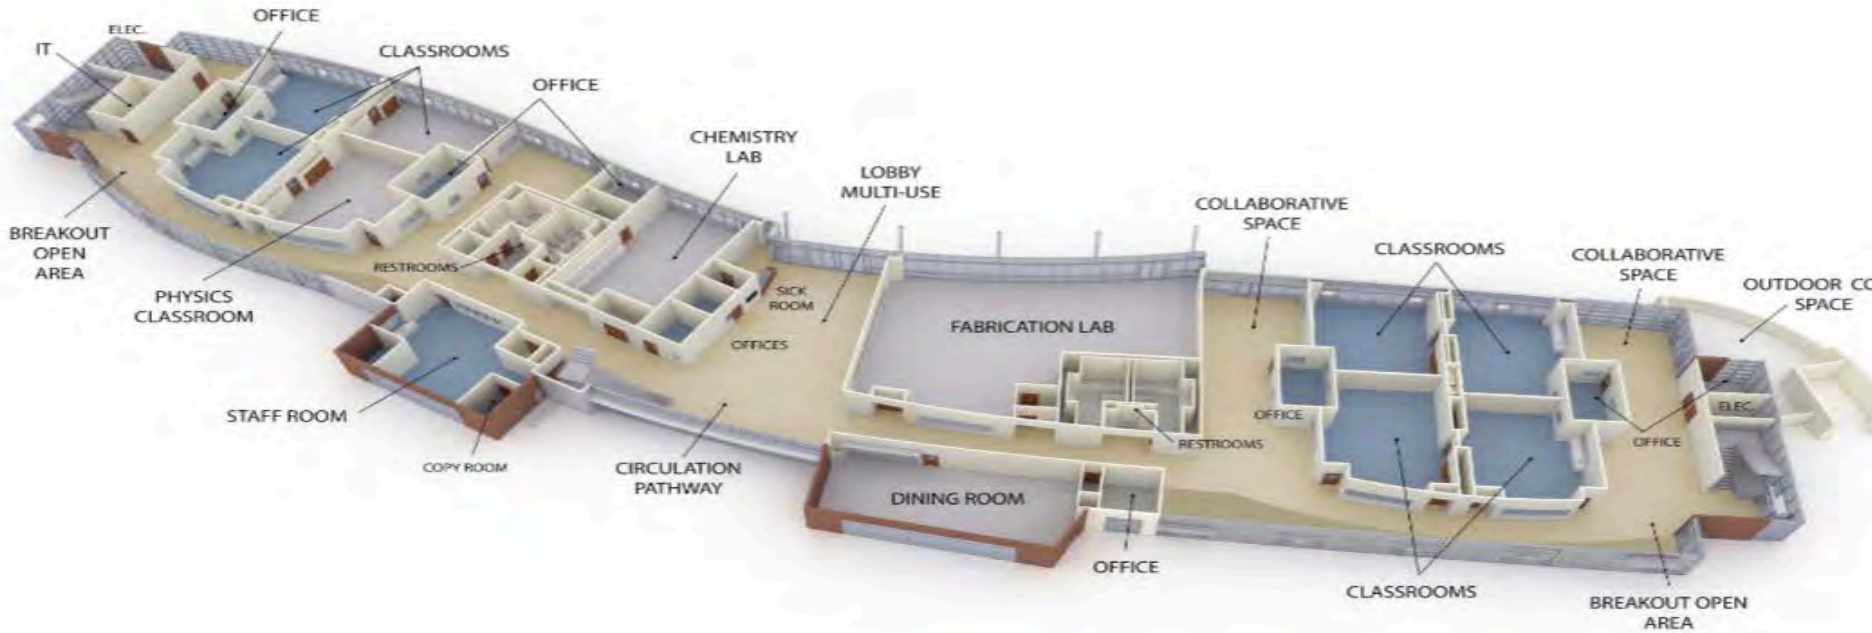 OFFICE
ELEC.
IT
CLASSROOMS
OFFICE
CHEMISTRY
LAB
LOBBY
MULTI-USE
COLLABORATIVE
SPACE
CLASSROOMS
COLLABORATIVE
SPACE
OUTDOOR CO
SPACE
BREAKOUT
OPEN
AREA
RESTROOMS
PHYSICS
CLASSROOM
SICK
ROOM
OFFICES
FABRICATION LAB
STAFF ROOM
COPY ROOM
CIRCULATION
PATHWAY
DINING ROOM
OFFICE
RESTROOMS
OFFICE
CLASSROOMS
OFFICE
ELEC.
BREAKOUT OPEN
AREA